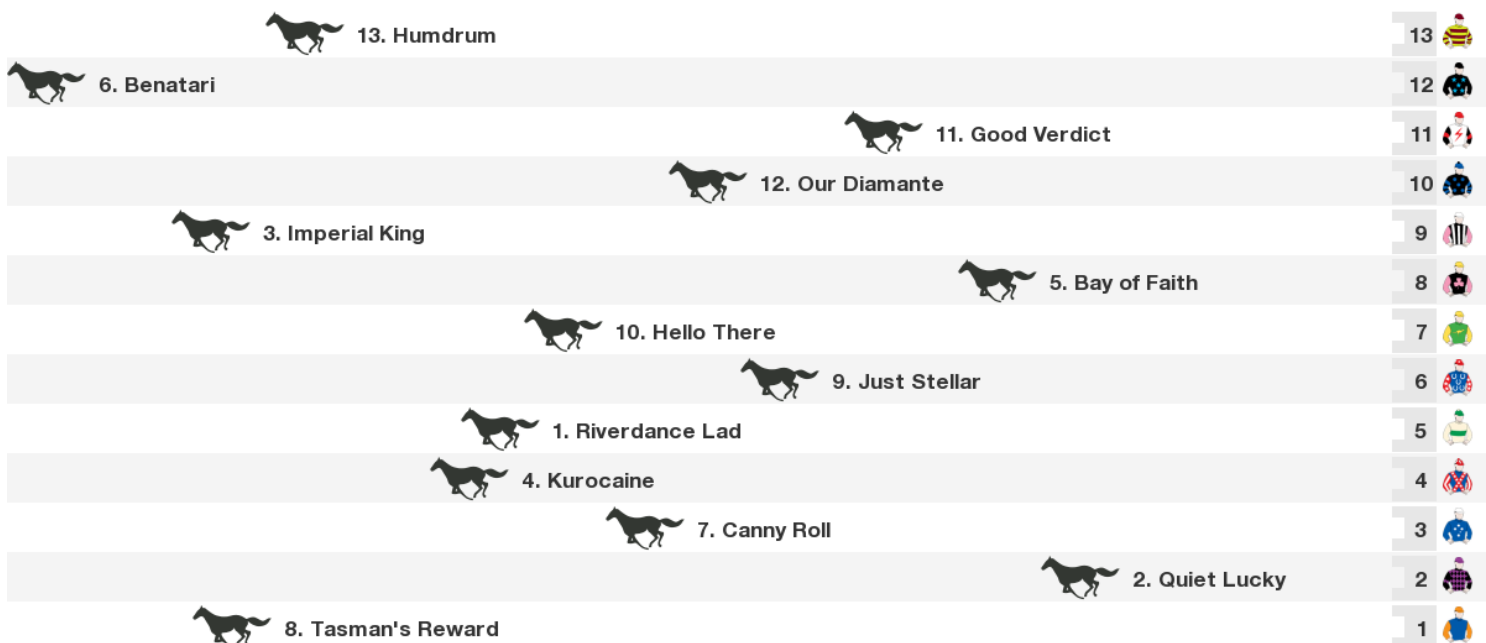 13. Humdrum 13
6. Benatari 12
11. Good Verdict 11
12. Our Diamante 10
3. Imperial King 9
5. Bay of Faith 8
10. Hello There 7
9. Just Stellar 6
1. Riverdance Lad 5
4. Kurocaine 4
7. Canny Roll 3
2. Quiet Lucky 2
8. Tasman's Reward 1